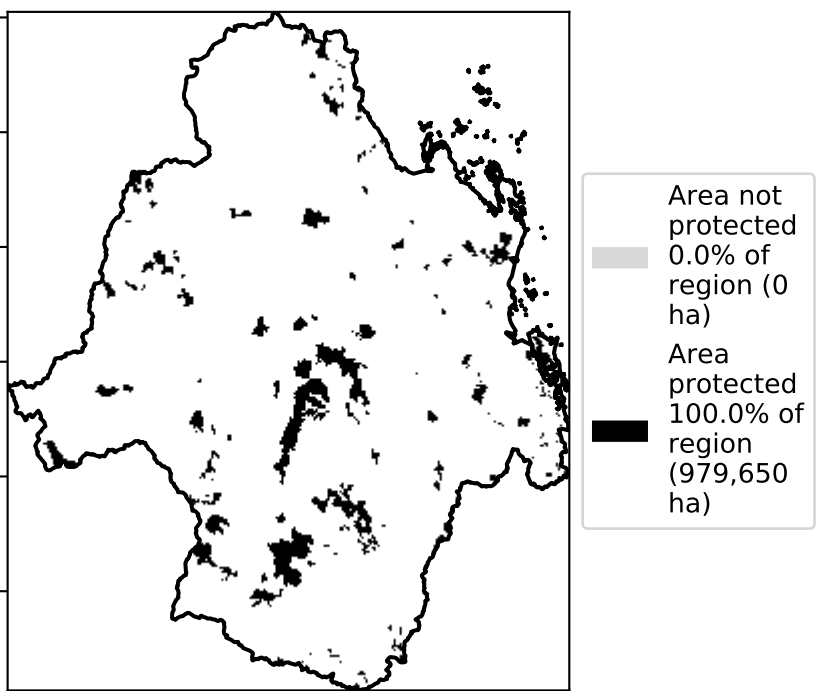 Area not
protected
0.0% of
region (0
ha)
Area
protected
100.0% of
region
(979,650
ha)